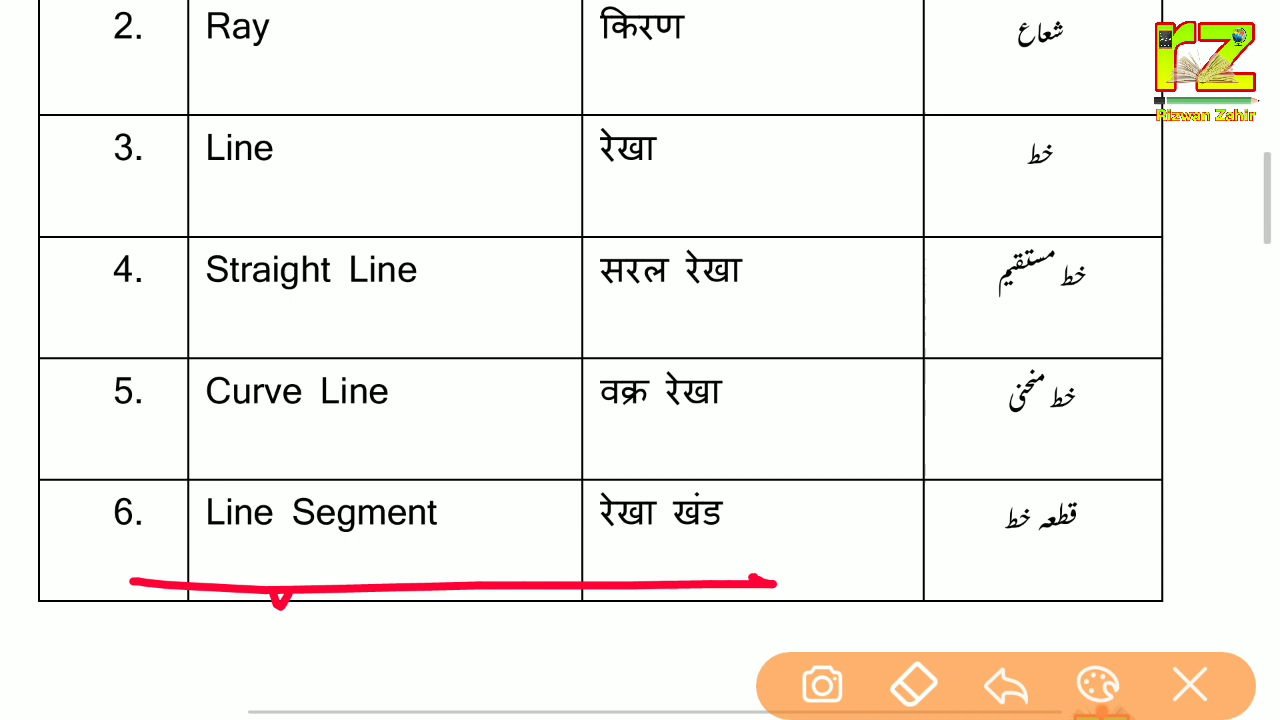 2. Ray किरण شعاع
3. Line रेखा خط
4. Straight Line सरल रेखा خط مستقیم
5. Curve Line वक्र रेखा خط منحنی
6. Line Segment रेखा खंड قطعہ خط
rz
Rizwan Zahir